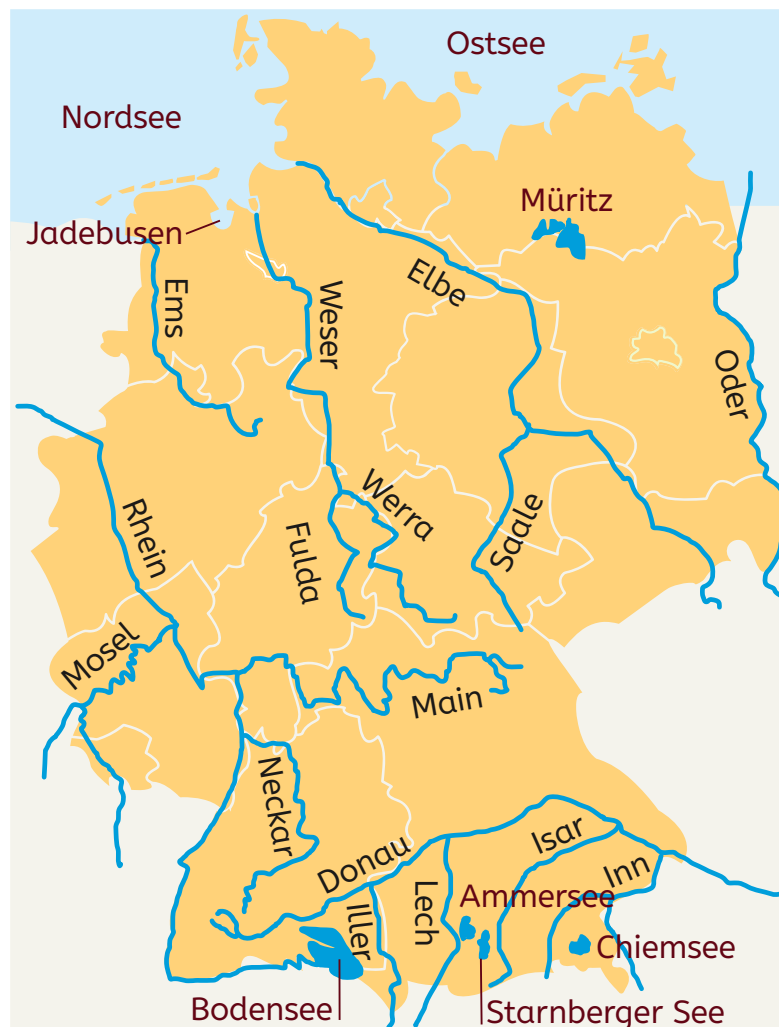 Ostsee
Nordsee
Müritz
Jadebusen
Elbe
Ems
Weser
Oder
Werra
Rhein
Saale
Fulda
Mosel
Main
Neckar
Isar
Donau
Inn
Ammersee
Lech
Iller
Chiemsee
Bodensee
Starnberger See